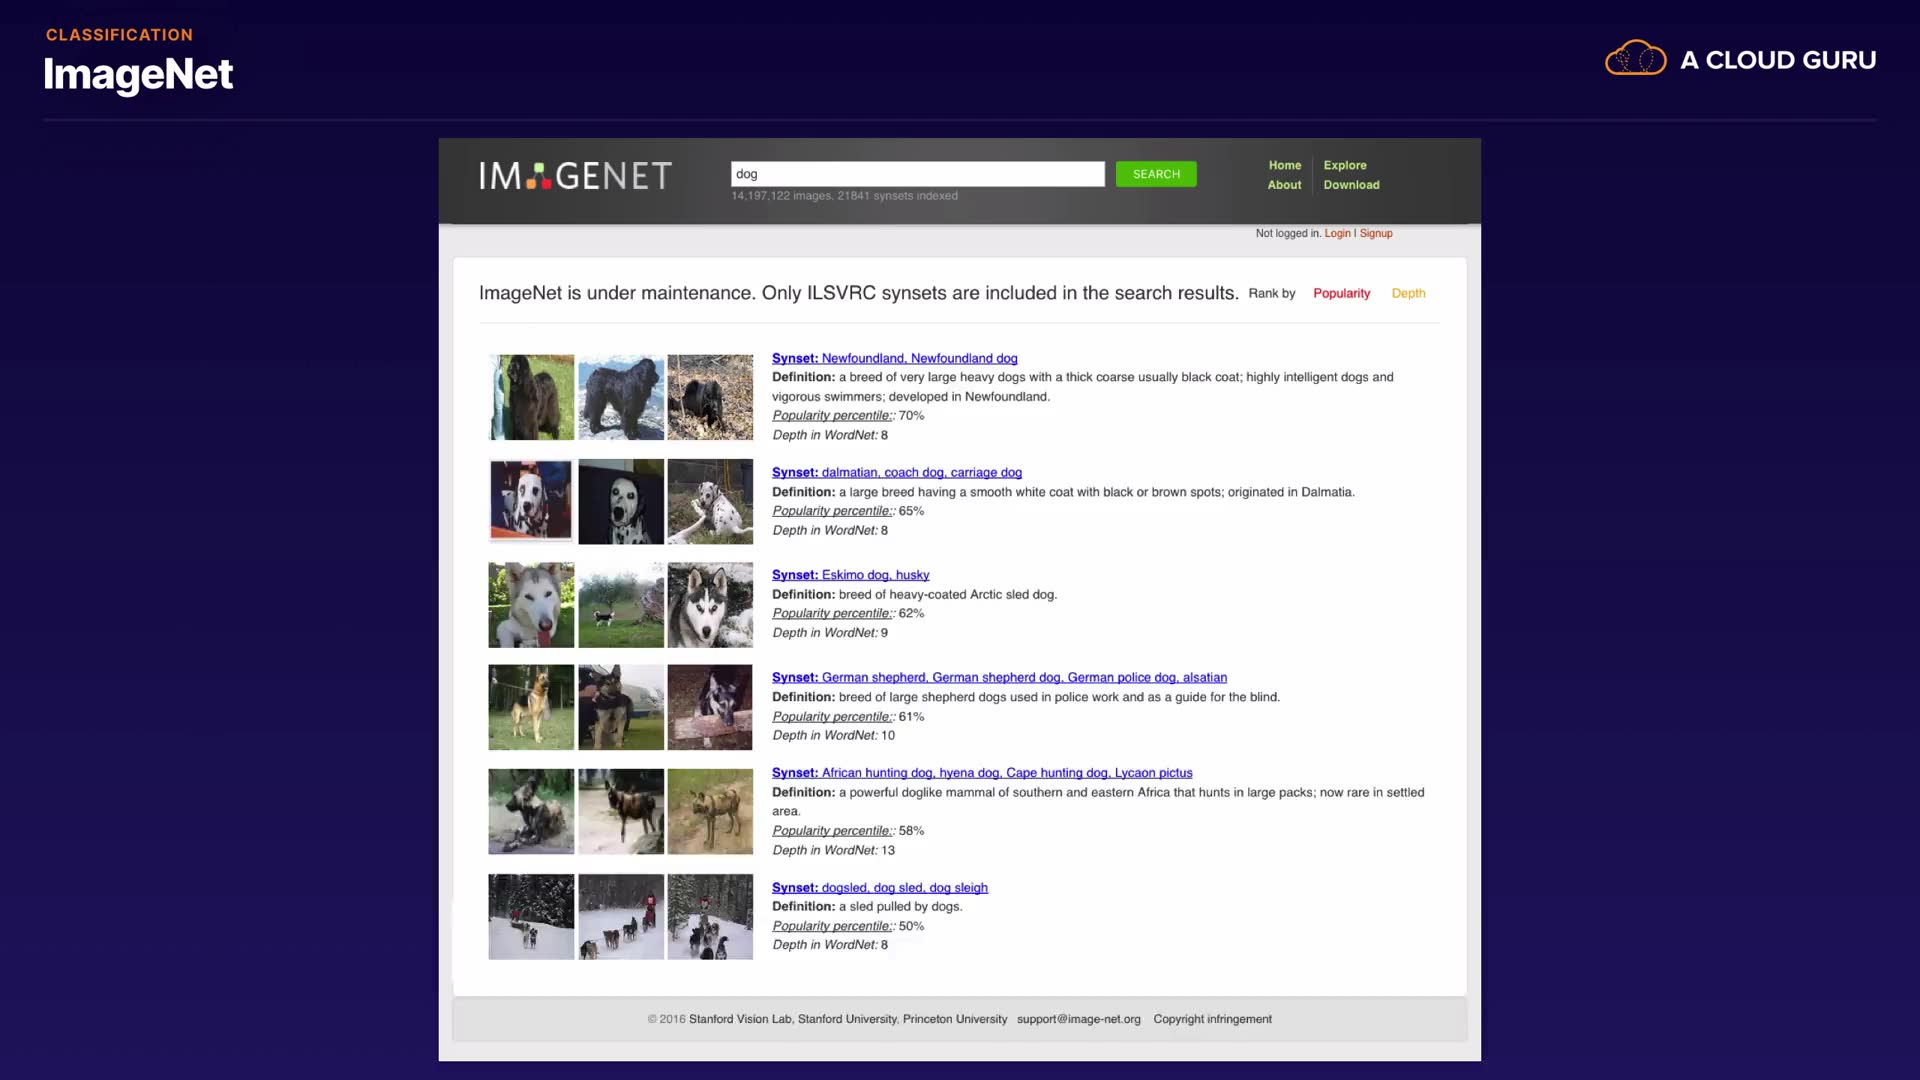 CLASSIFICATION
ImageNet
A CLOUD GURU
IMAGENET
dog
SEARCH
14,197,122 images, 21841 synsets indexed
Home
Explore
About
Download
Not logged in. Login | Signup
ImageNet is under maintenance. Only ILSVRC synsets are included in the search results. Rank by Popularity Depth
Synset: Newfoundland, Newfoundland dog
Definition: a breed of very large heavy dogs with a thick coarse usually black coat; highly intelligent dogs and
vigorous swimmers; developed in Newfoundland.
Popularity percentile:: 70%
Depth in WordNet: 8
Synset: dalmatian, coach dog, carriage dog
Definition: a large breed having a smooth white coat with black or brown spots; originated in Dalmatia.
Popularity percentile:: 65%
Depth in WordNet: 8
Synset: Eskimo dog, husky
Definition: breed of heavy-coated Arctic sled dog.
Popularity percentile:: 62%
Depth in WordNet: 9
Synset: German shepherd, German shepherd dog, German police dog, alsatian
Definition: breed of large shepherd dogs used in police work and as a guide for the blind.
Popularity percentile:: 61%
Depth in WordNet: 10
Synset: African hunting dog, hyena dog, Cape hunting dog, Lycaon pictus
Definition: a powerful doglike mammal of southern and eastern Africa that hunts in large packs; now rare in settled
area.
Popularity percentile:: 58%
Depth in WordNet: 13
Synset: dogsled, dog sled, dog sleigh
Definition: a sled pulled by dogs.
Popularity percentile:: 50%
Depth in WordNet: 8
© 2016 Stanford Vision Lab, Stanford University, Princeton University support@image-net.org Copyright infringement